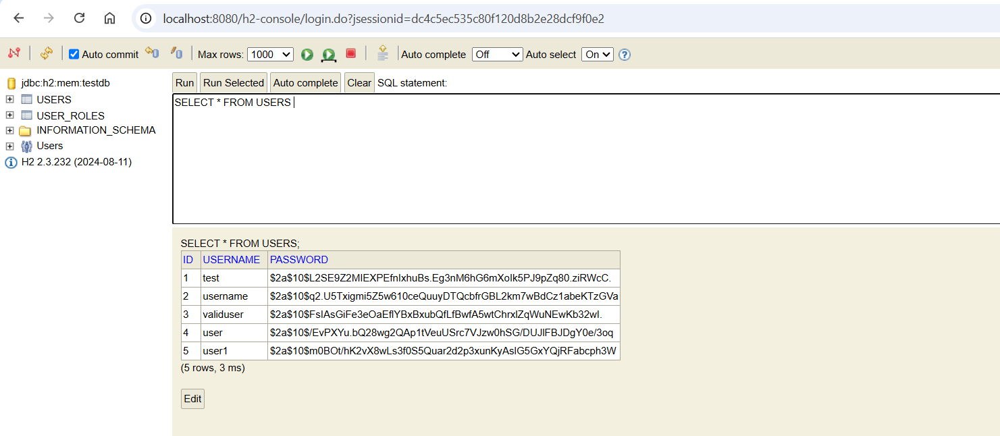 localhost:8080/h2-console/login.do?jsessionid=dc4c5ec535c80f120d8b2e28dcf9f0e2
Auto commit Max rows: 1000 Auto complete Off Auto select On
jdbc:h2:mem:testdb
USERS
USER_ROLES
INFORMATION_SCHEMA
Users
H2 2.3.232 (2024-08-11)
Run Run Selected Auto complete Clear SQL statement:
SELECT * FROM USERS
SELECT * FROM USERS;
ID USERNAME PASSWORD
1 test $2a$10$L2SE9Z2MIEXPEfnIxhuBs.Eg3nM6hG6mXoIk5PJ9pZq80.ziRWcC.
2 username $2a$10$q2.U5Txigmi5Z5w610ceQuuyDTQcbfrGBL2km7wBdCz1abeKTzGVa
3 validuser $2a$10$FsIAsGiFe3eOaEflYBxBxubQfLfBwfA5wtChrxlZqWuNEwKb32wI.
4 user $2a$10$/EvPXYu.bQ28wg2QAp1tVeuUSrc7VJzw0hSG/DUJlFBJDgY0e/3oq
5 user1 $2a$10$m0BOt/hK2vX8wLs3f0S5Quar2d2p3xunKyAslG5GxYQjRFabcph3W
(5 rows, 3 ms)
Edit